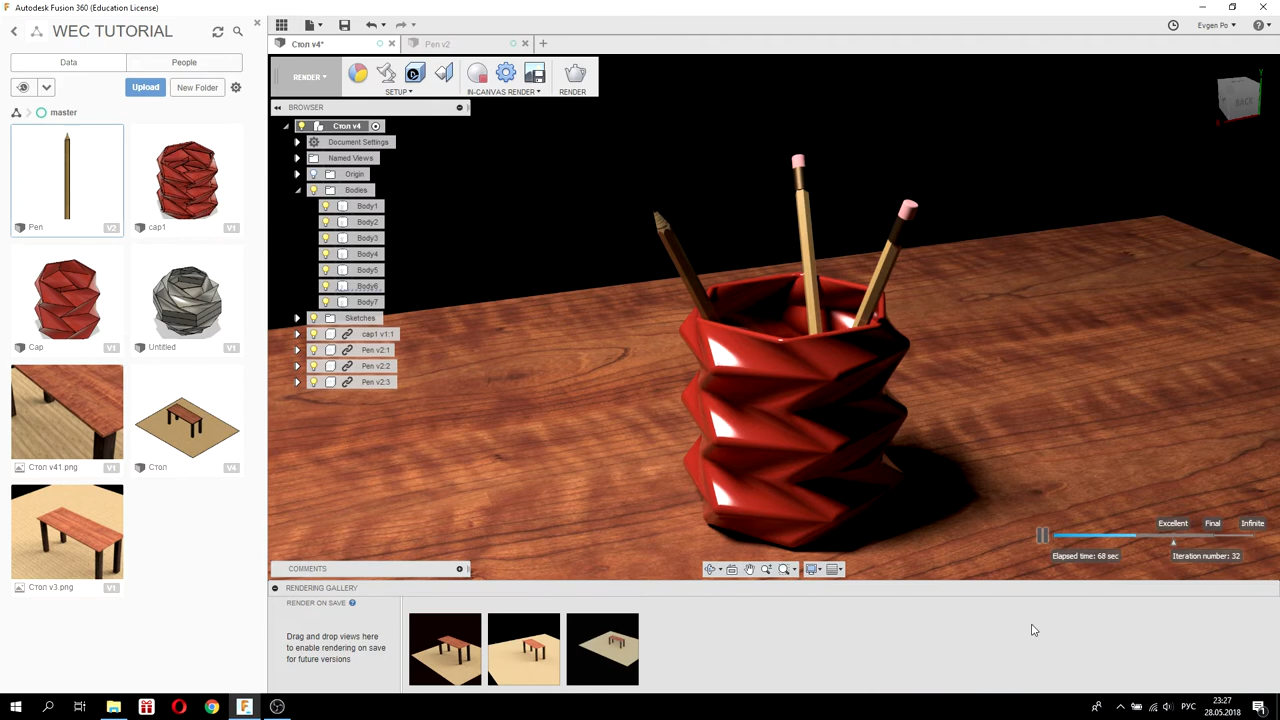 Autodesk Fusion 360 (Education License)
WEC TUTORIAL
Data
People
Upload
New Folder
master
Pen
V2
cap1
V1
Cap
V1
Untitled
V1
Стол v41.png
V1
Стол
V4
Стол v3.png
V1
Evgen Po
Стол v4*
Pen v2
RENDER
SETUP
IN-CANVAS RENDER
RENDER
BROWSER
Стол v4
Document Settings
Named Views
Origin
Bodies
Body1
Body2
Body3
Body4
Body5
Body6
Body7
Sketches
cap1 v1:1
Pen v2:1
Pen v2:2
Pen v2:3
BACK
Excellent
Final
Infinite
Elapsed time: 68 sec
Iteration number: 32
COMMENTS
RENDERING GALLERY
RENDER ON SAVE
Drag and drop views here
to enable rendering on save
for future versions
РУС
23:27
28.05.2018